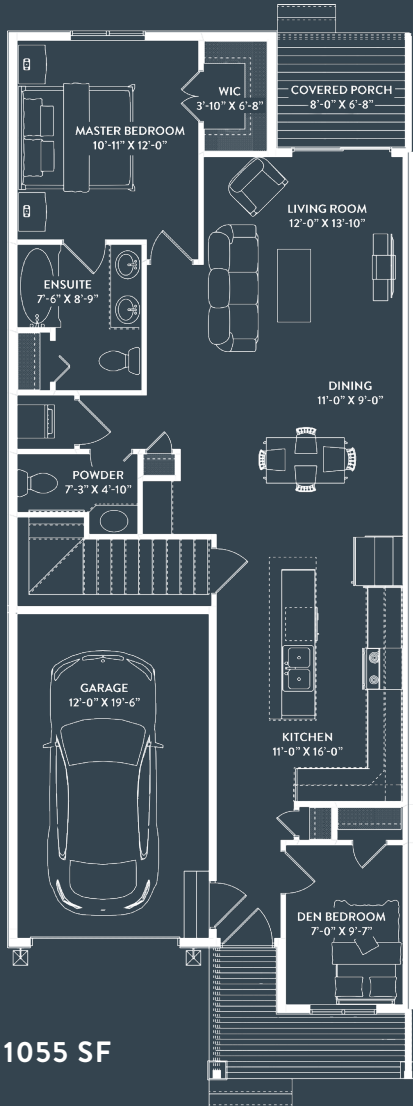 WIC
3'-10" X 6'-8"
COVERED PORCH
8'-0" X 6'-8"
MASTER BEDROOM
10'-11" X 12'-0"
LIVING ROOM
12'-0" X 13'-10"
ENSUITE
7'-6" X 8'-9"
DINING
11'-0" X 9'-0"
POWDER
7'-3" X 4'-10"
GARAGE
12'-0" X 19'-6"
KITCHEN
11'-0" X 16'-0"
DEN BEDROOM
7'-0" X 9'-7"
1055 SF